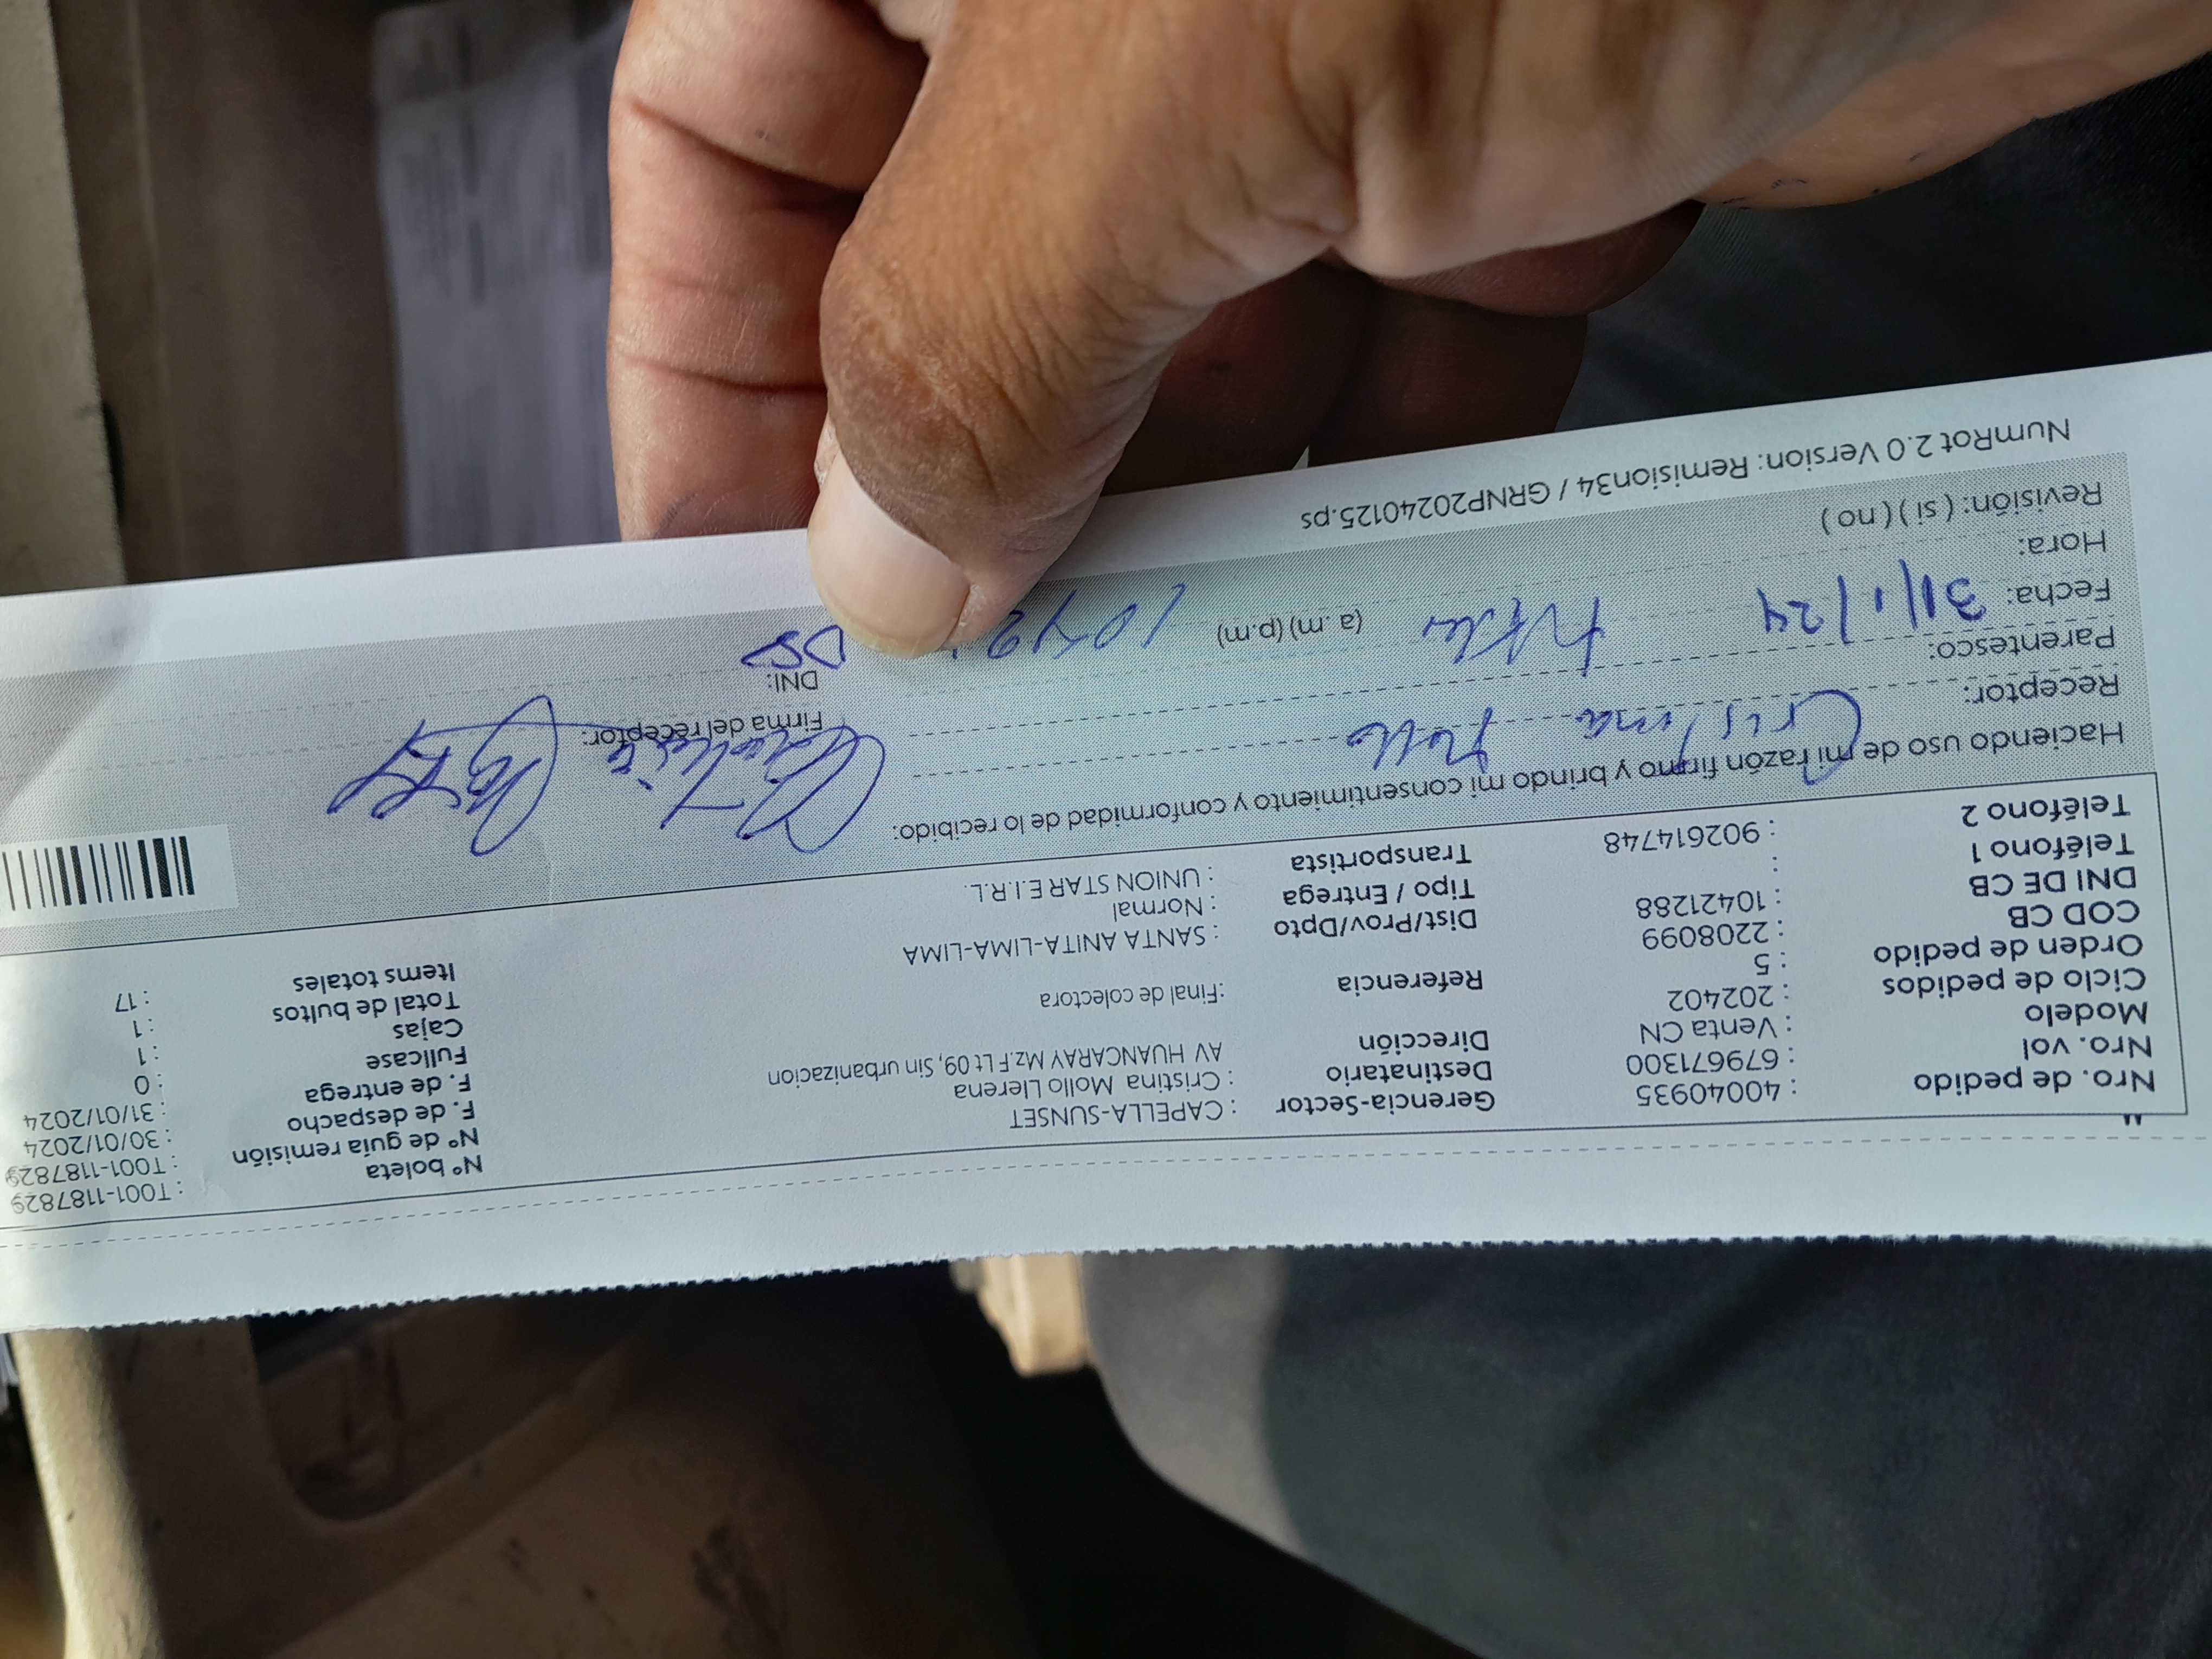 Nro. de pedido : 40040935 Gerencia-Sector : CAPELLA-SUNSET N° boleta : T001-1187829
Nro. vol : 679671300 Destinatario : Cristina Mollo Llerena N° de guía remisión : T001-1187829
Modelo : Venta CN Dirección AV HUANCARAY Mz.F Lt 09, Sin urbanizacion F. de despacho : 30/01/2024
Ciclo de pedidos : 202402 F. de entrega : 31/01/2024
Orden de pedido : 5 Referencia :Final de colectora Fullcase : 0
COD CB : 2208099 Cajas : 1
DNI DE CB : 10421288 Dist/Prov/Dpto : SANTA ANITA-LIMA-LIMA Total de bultos : 1
Teléfono 1 : Tipo / Entrega : Normal Items totales : 17
Teléfono 2 : 902614748 Transportista : UNION STAR E.I.R.L.
Haciendo uso de mi razón firmo y brindo mi consentimiento y conformidad de lo recibido:
Receptor: Cristina Firma del receptor:
Parentesco: DNI:
Fecha: 31/1/24
Hora: (a.m) (p.m)
Revisión: ( si ) ( no )
NumRot 2.0 Version: Remision34 / GRNP20240125.ps